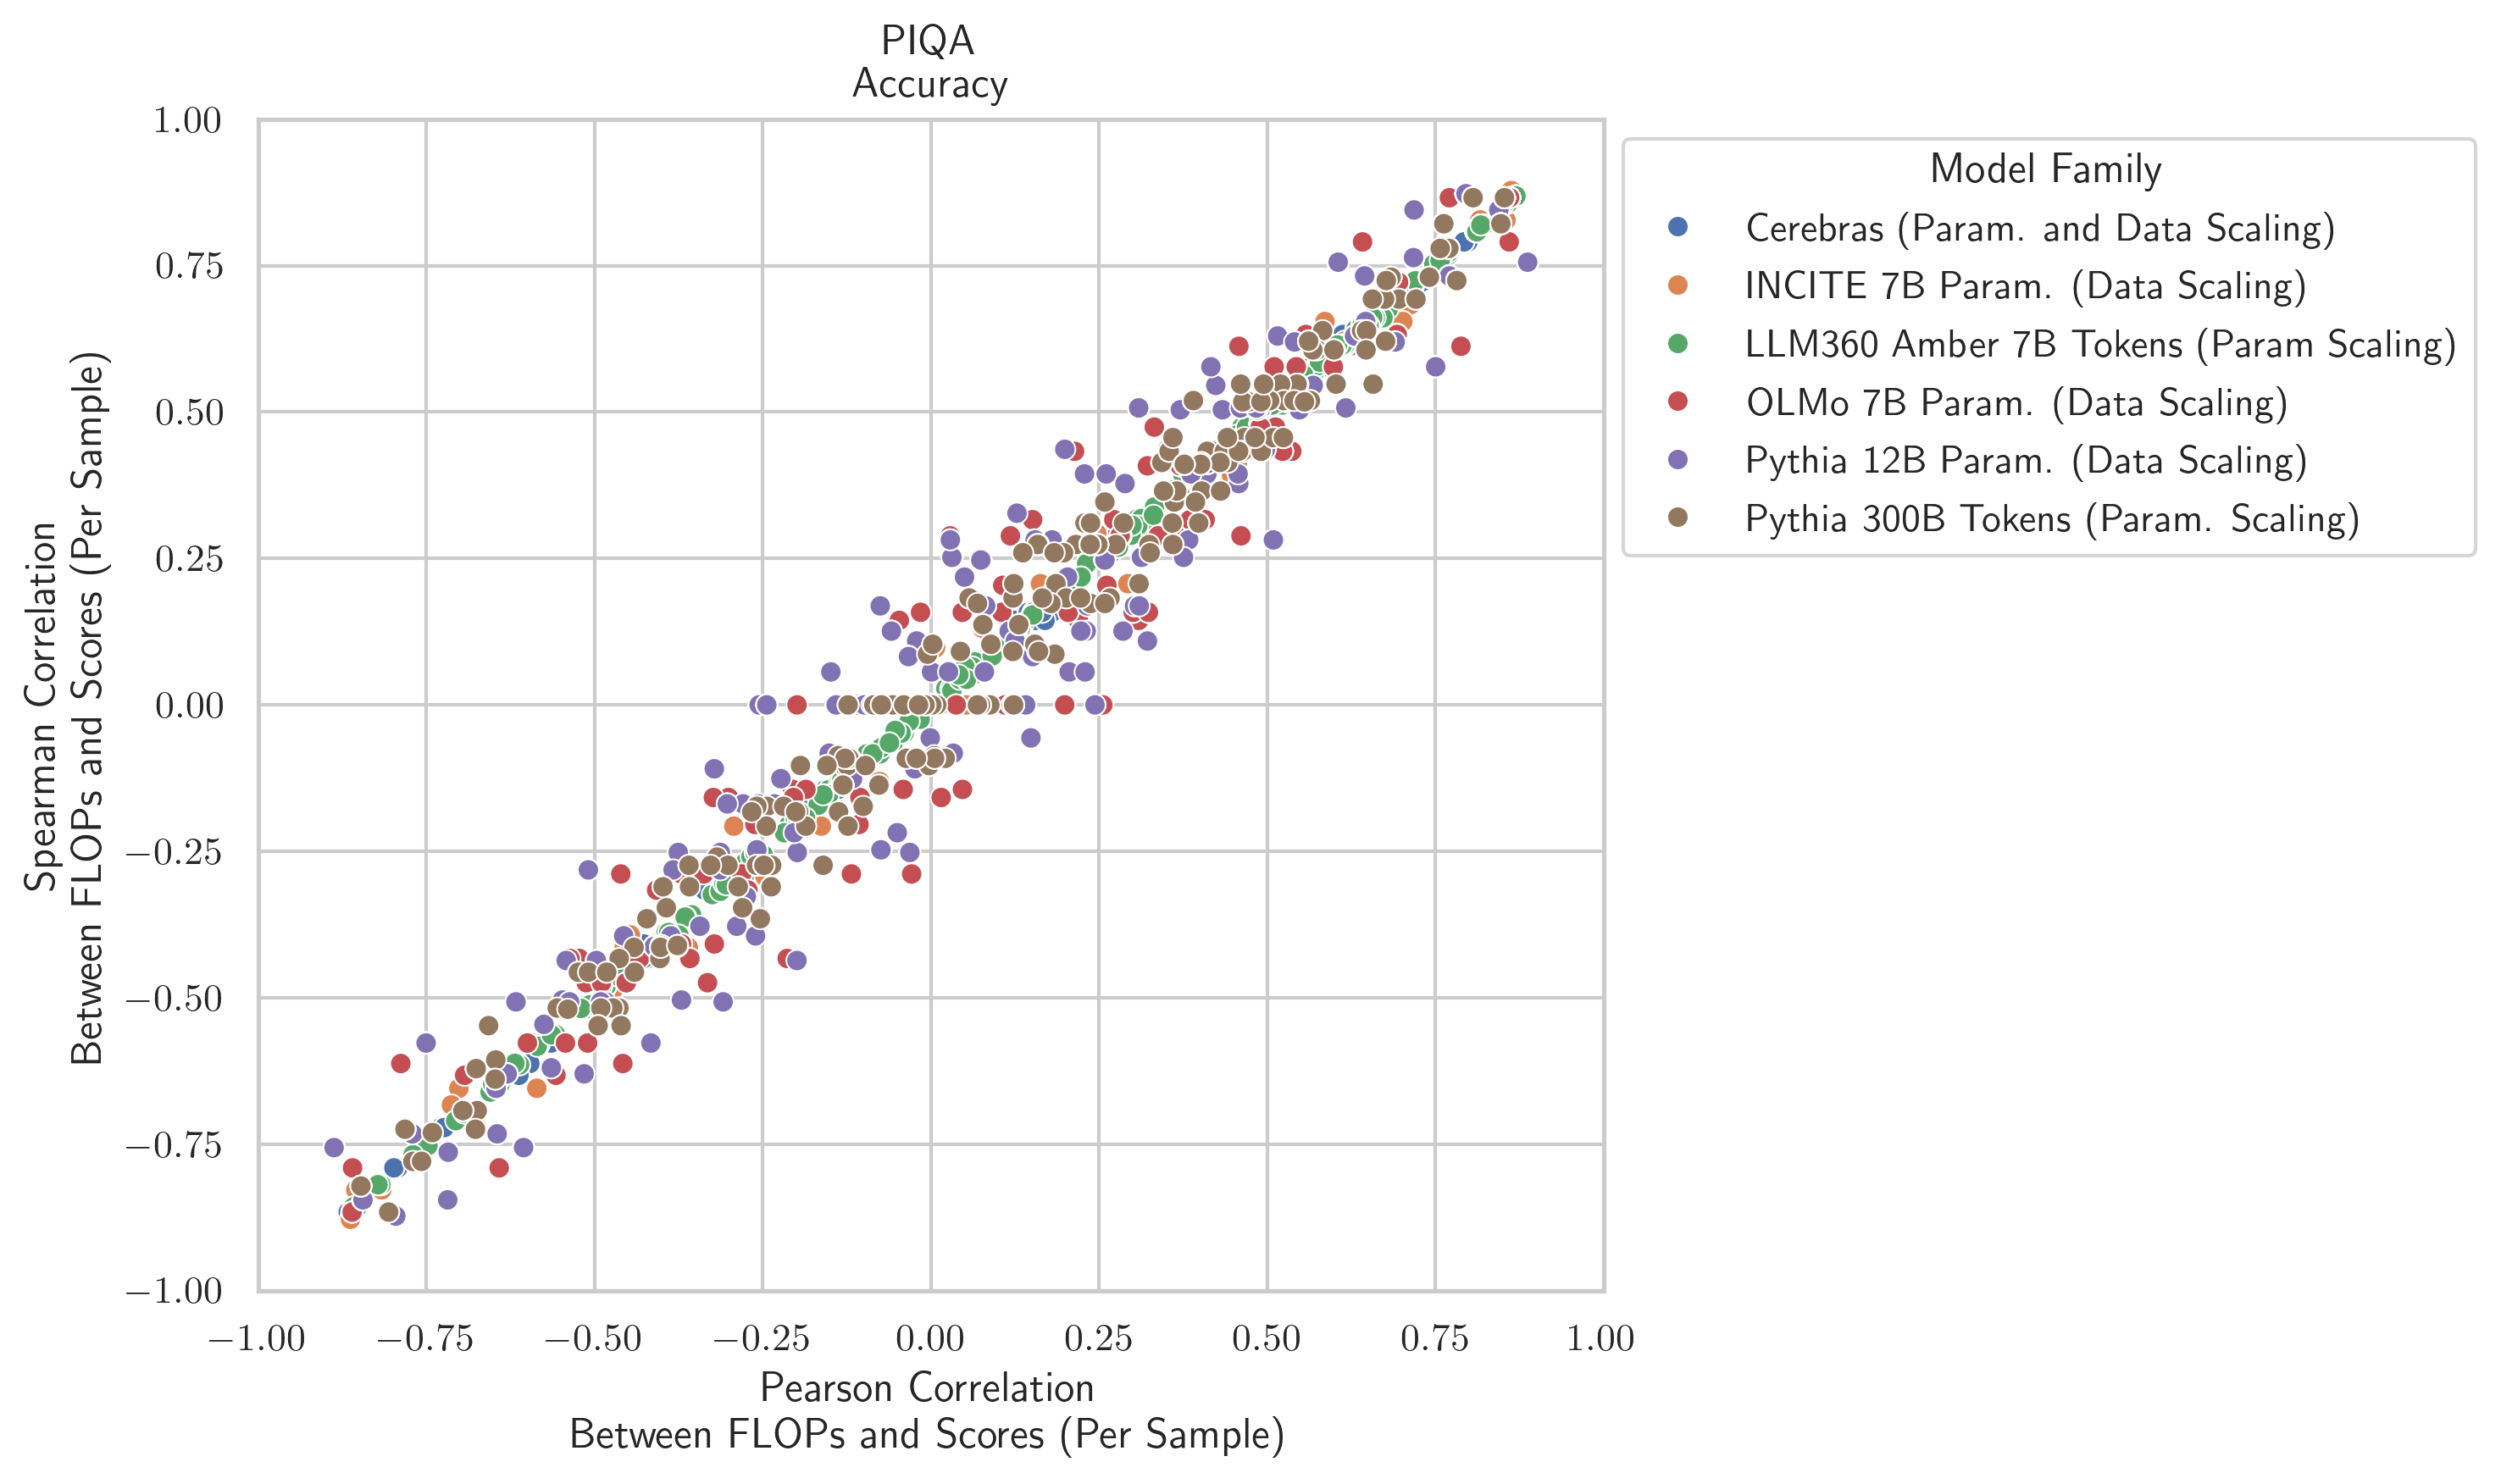 PIQA
Accuracy
Spearman Correlation
Between FLOPs and Scores (Per Sample)
1.00
0.75
0.50
0.25
0.00
−0.25
−0.50
−0.75
−1.00
−1.00
−0.75
−0.50
−0.25
0.00
0.25
0.50
0.75
1.00
Pearson Correlation
Between FLOPs and Scores (Per Sample)
Model Family
Cerebras (Param. and Data Scaling)
INCITE 7B Param. (Data Scaling)
LLM360 Amber 7B Tokens (Param Scaling)
OLMo 7B Param. (Data Scaling)
Pythia 12B Param. (Data Scaling)
Pythia 300B Tokens (Param. Scaling)